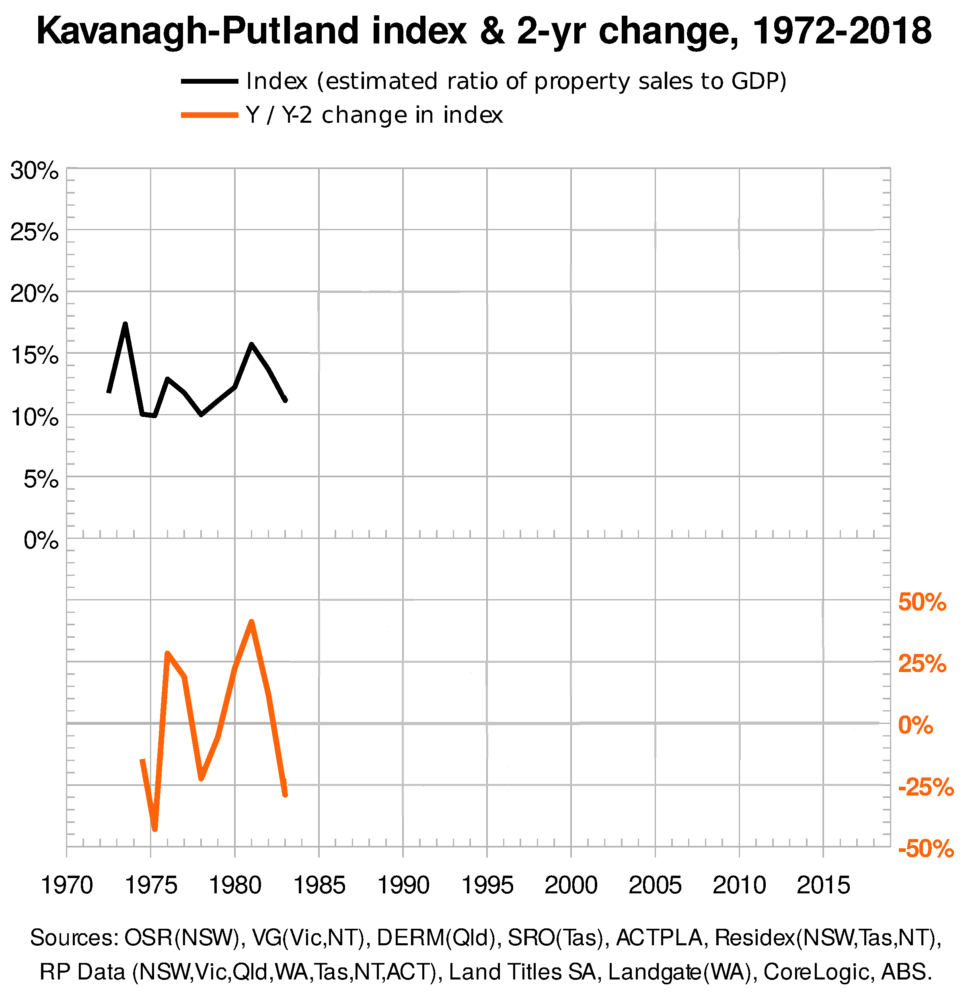 Kavanagh-Putland index & 2-yr change, 1972-2018
Index (estimated ratio of property sales to GDP)
Y / Y-2 change in index
30%
25%
20%
15%
10%
5%
0%
50%
25%
0%
-25%
-50%
1970 1975 1980 1985 1990 1995 2000 2005 2010 2015
Sources: OSR(NSW), VG(Vic,NT), DERM(Qld), SRO(Tas), ACTPLA, Residex(NSW,Tas,NT),
RP Data (NSW,Vic,Qld,WA,Tas,NT,ACT), Land Titles SA, Landgate(WA), CoreLogic, ABS.